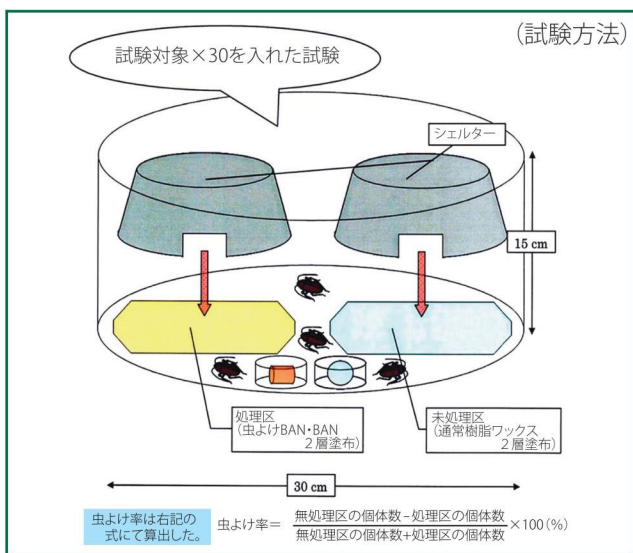 (試験方法)
試験対象×30を入れた試験
シェルター
15 cm
処理区
(虫よけBAN・BAN
2層塗布)
未処理区
(通常樹脂ワックス
2層塗布)
30 cm
虫よけ率は右記の
式にて算出した。
虫よけ率= 無処理区の個体数−処理区の個体数
無処理区の個体数+処理区の個体数 ×100(%)